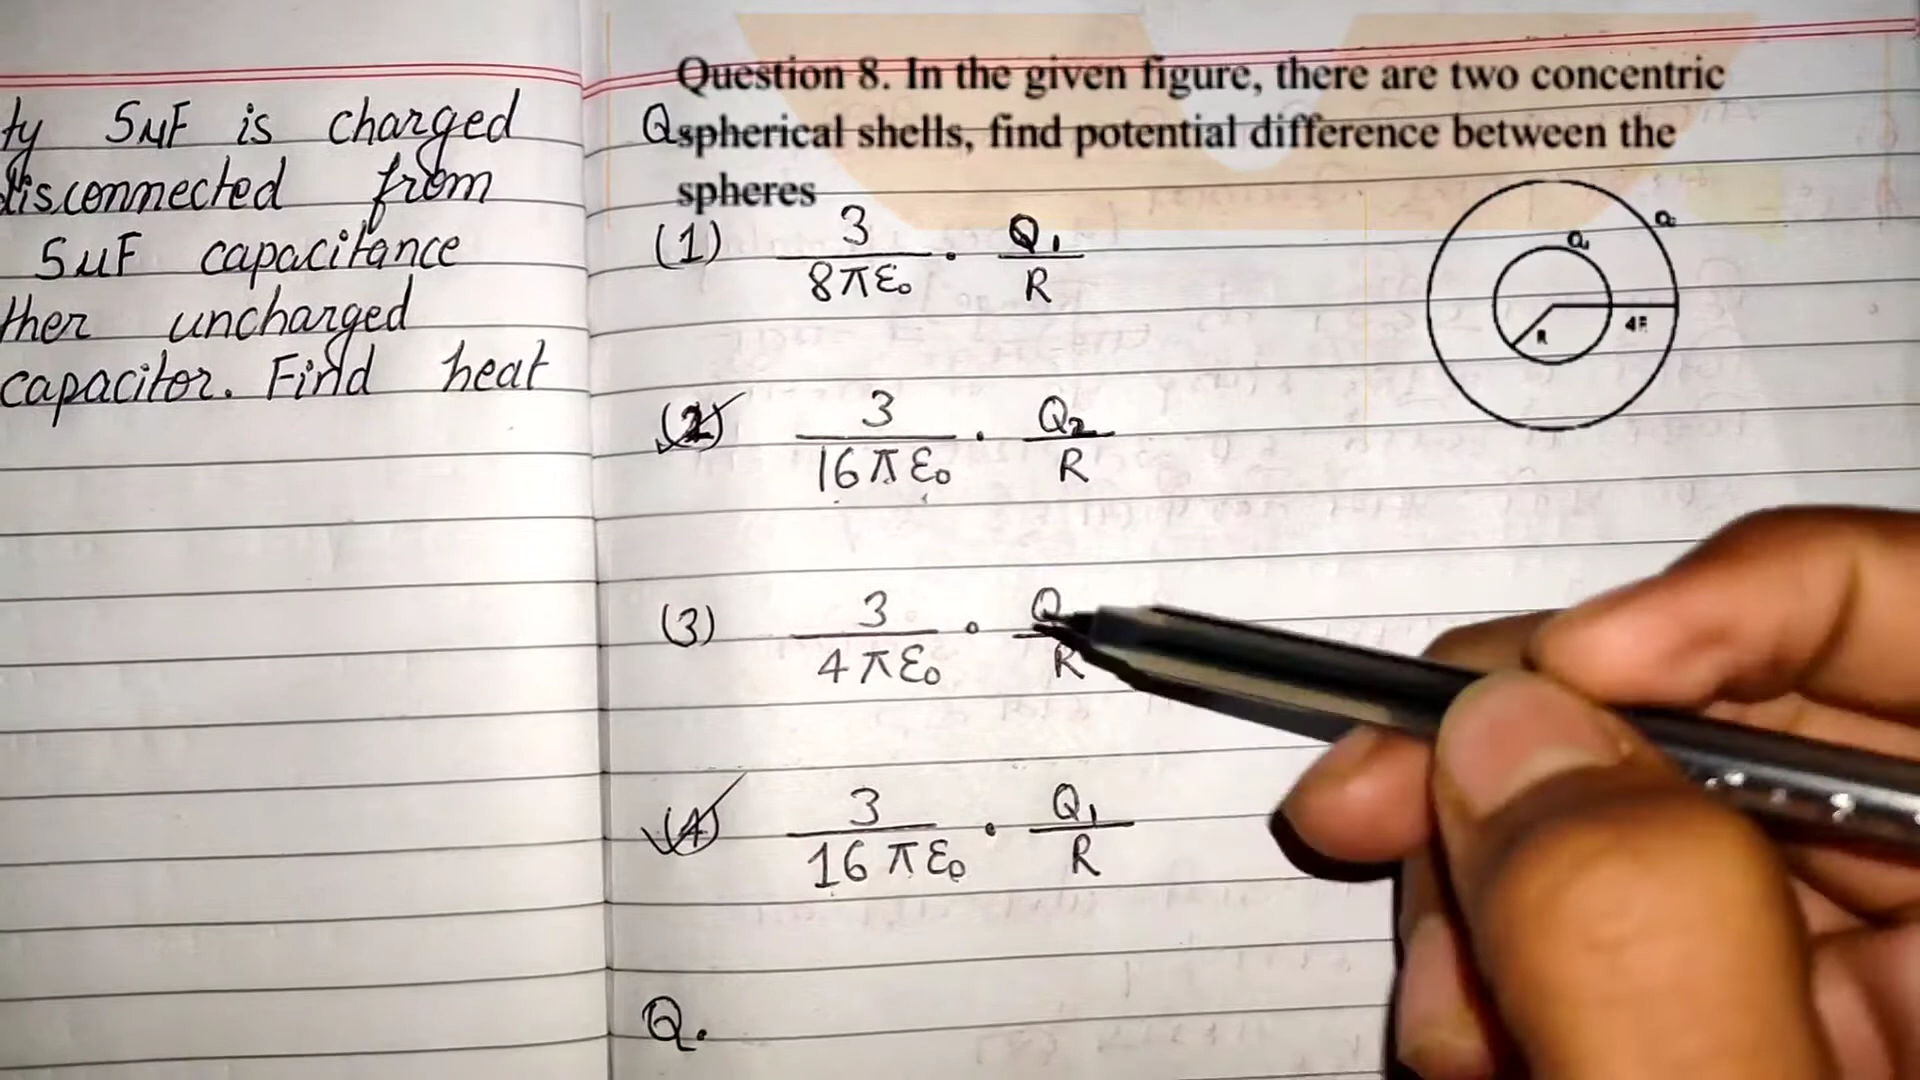 ty 5μF is charged
disconnected from
5μF capacitance
ther uncharged
capacitor. Find heat
Question 8. In the given figure, there are two concentric
Q spherical shells, find potential difference between the
spheres
(1) 3/8πε₀ · Q₁/R
Q
Q₁
R
4R
(2) 3/16πε₀ · Q₂/R
(3) 3/4πε₀ · Q/R
(4) 3/16πε₀ · Q₁/R
Q.